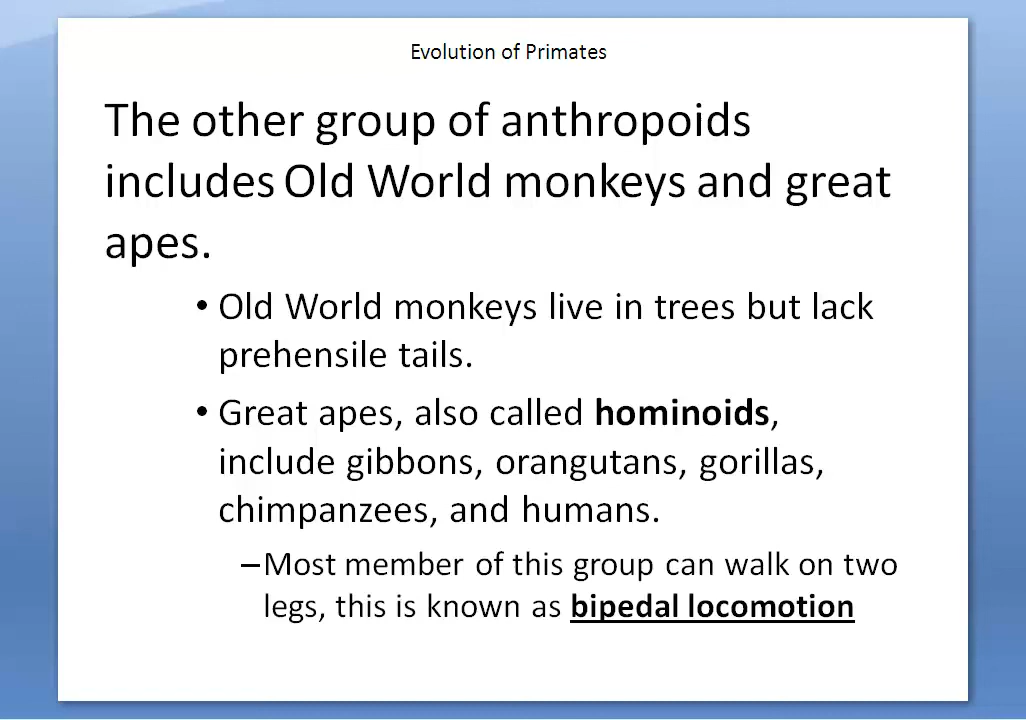 Evolution of Primates
The other group of anthropoids
includes Old World monkeys and great
apes.
• Old World monkeys live in trees but lack
prehensile tails.
• Great apes, also called hominoids,
include gibbons, orangutans, gorillas,
chimpanzees, and humans.
–Most member of this group can walk on two
legs, this is known as bipedal locomotion